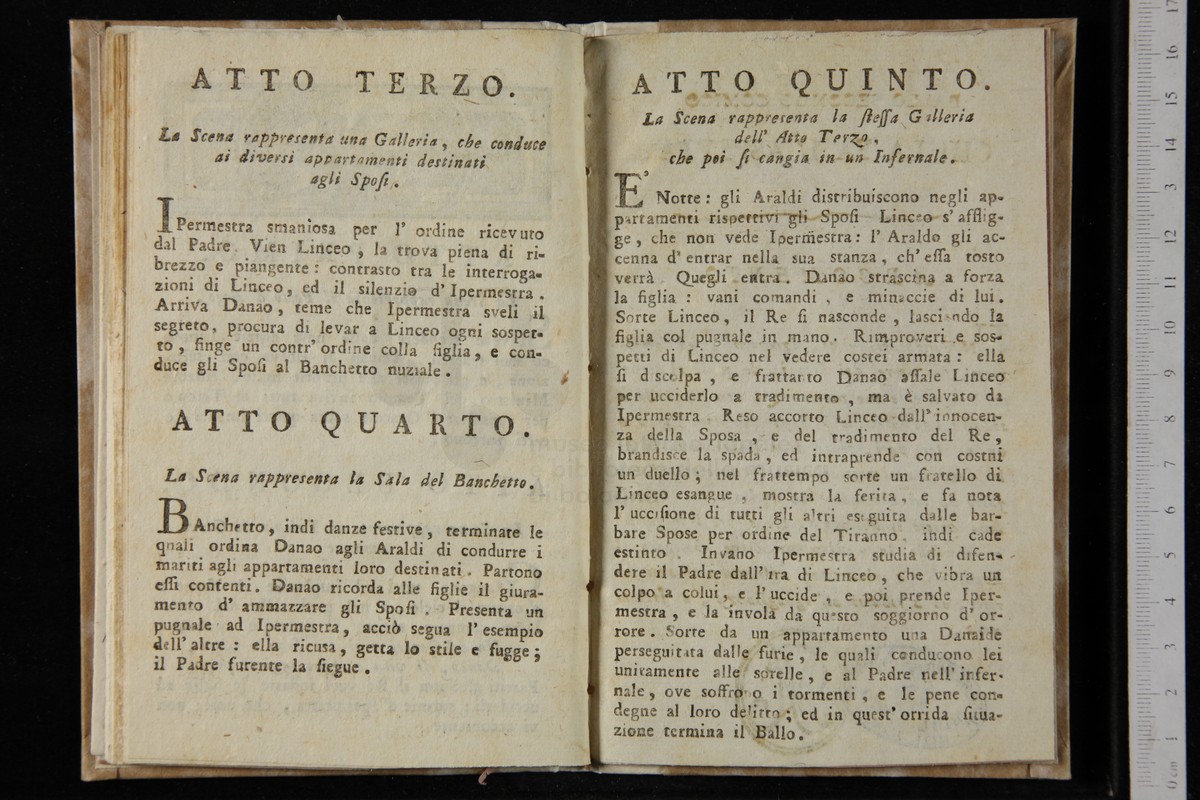 ATTO TERZO.
La Scena rappresenta una Galleria, che conduce
ai diversi appartamenti destinati
agli Sposi.
IPermestra smaniosa per l' ordine ricevuto
dal Padre. Vien Linceo, la trova piena di ri-
brezzo e piangente: contrasto tra le interroga-
zioni di Linceo, ed il silenzio d' Ipermestra.
Arriva Danao, teme che Ipermestra sveli il
segreto, procura di levar a Linceo ogni sospet-
to, finge un contr' ordine colla figlia, e con-
duce gli Sposi al Banchetto nuziale.
ATTO QUARTO.
La Scena rappresenta la Sala del Banchetto.
BAnchetto, indi danze festive, terminate le
quali ordina Danao agli Araldi di condurre i
mariti agli appartamenti loro destinati. Partono
essi contenti. Danao ricorda alle figlie il giura-
mento d' ammazzare gli Sposi. Presenta un
pugnale ad Ipermestra, acciò segua l' esempio
dell' altre: ella ricusa, getta lo stile e fugge;
il Padre furente la siegue.
ATTO QUINTO.
La Scena rappresenta la stessa Galleria
dell' Atto Terzo,
che poi si cangia in un Infernale.
E' Notte: gli Araldi distribuiscono negli ap-
partamenti rispettivi gli Sposi Linceo s' afflig-
ge, che non vede Ipermestra: l' Araldo gli ac-
cenna d' entrar nella sua stanza, ch' essa tosto
verrà. Quegli entra. Danao strascina a forza
la figlia: vani comandi, e minaccie di lui.
Sorte Linceo, il Re si nasconde, lasciando la
figlia col pugnale in mano. Rimproveri e sos-
petti di Linceo nel vedere costei armata: ella
si discolpa, e frattanto Danao assale Linceo
per ucciderlo a tradimento, ma è salvato da
Ipermestra. Reso accorto Linceo dall' innocen-
za della Sposa, e del tradimento del Re,
brandisce la spada, ed intraprende con costui
un duello; nel frattempo sorte un fratello di
Linceo esangue, mostra la ferita, e fa nota
l' uccisione di tutti gli altri eseguita dalle bar-
bare Spose per ordine del Tiranno. indi cade
estinto. Invano Ipermestra studia di difen-
dere il Padre dall' ira di Linceo, che vibra un
colpo a colui, e l' uccide, e poi prende Iper-
mestra, e la invola da questo soggiorno d' or-
rore. Sorte da un appartamento una Danaide
perseguitata dalle furie, le quali conducono lei
unitamente alle sorelle, e al Padre nell' infer-
nale, ove soffrono i tormenti, e le pene con-
degne al loro delitto; ed in quest' orrida situa-
zione termina il Ballo.